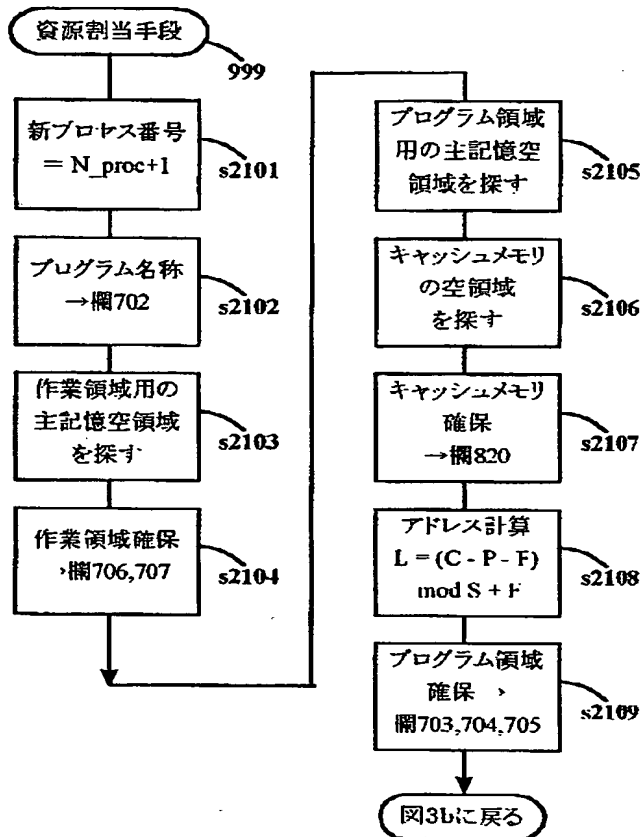 資源割当手段
999
新プロセス番号
= N_proc+1
s2101
プログラム名称
→欄702
s2102
作業領域用の
主記憶空領域
を探す
s2103
作業領域確保
→欄706,707
s2104
プログラム領域
用の主記憶空
領域を探す
s2105
キャッシュメモリ
の空領域
を探す
s2106
キャッシュメモリ
確保
→欄820
s2107
アドレス計算
L = (C - P - F)
mod S + F
s2108
プログラム領域
確保→
欄703,704,705
s2109
図3bに戻る